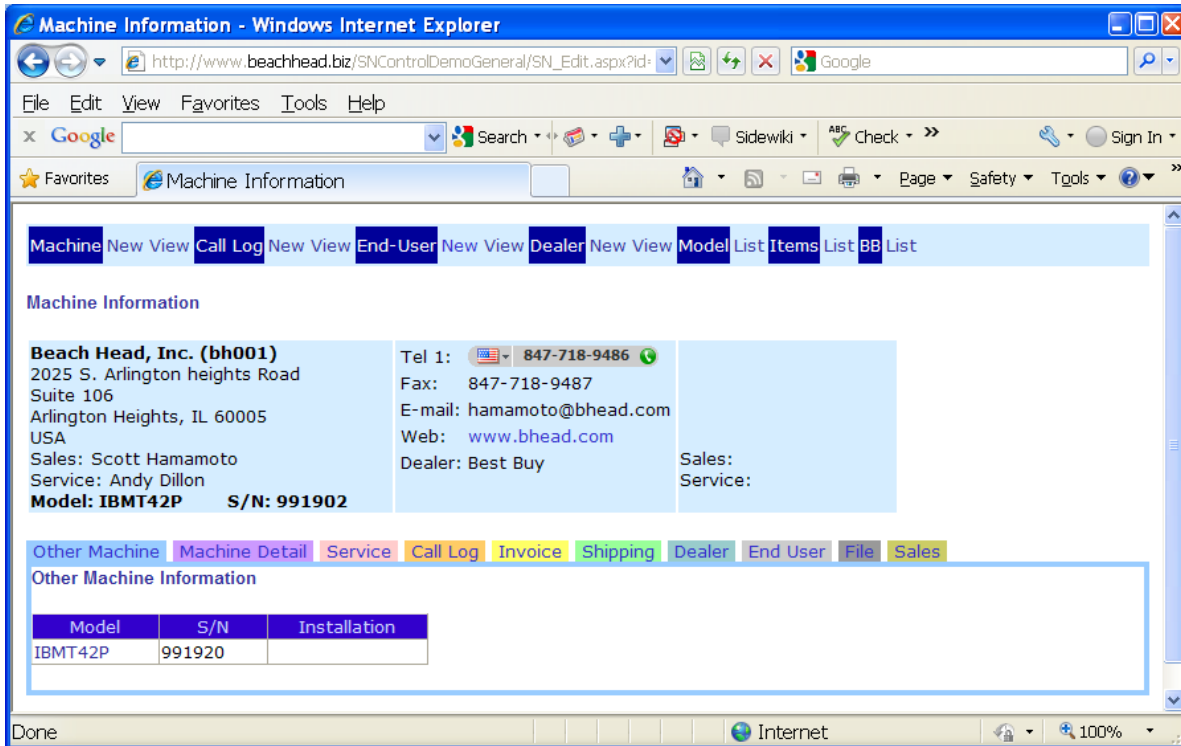 Machine Information - Windows Internet Explorer
http://www.beachhead.biz/SNControlDemoGeneral/SN_Edit.aspx?id=
Google
File Edit View Favorites Tools Help
x Google Search Sidewiki ABC Check » Sign In
Favorites Machine Information Page Safety Tools »
Machine New View Call Log New View End-User New View Dealer New View Model List Items List BB List
Machine Information
Beach Head, Inc. (bh001)
2025 S. Arlington heights Road
Suite 106
Arlington Heights, IL 60005
USA
Sales: Scott Hamamoto
Service: Andy Dillon
Model: IBMT42P S/N: 991902
Tel 1: 847-718-9486
Fax: 847-718-9487
E-mail: hamamoto@bhead.com
Web: www.bhead.com
Dealer: Best Buy
Sales:
Service:
Other Machine Machine Detail Service Call Log Invoice Shipping Dealer End User File Sales
Other Machine Information
Model S/N Installation
IBMT42P 991920
Done Internet 100%